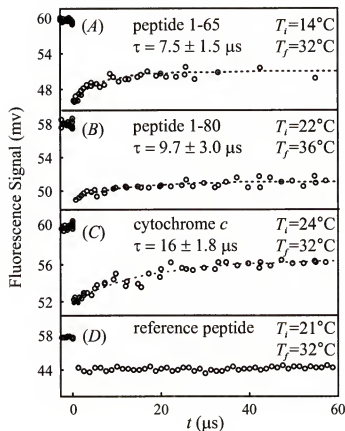 60
56
48
(A) peptide 1-65 T_i=14°C
τ = 7.5 ± 1.5 μs T_f=32°C
58
54
50
(B) peptide 1-80 T_i=22°C
τ = 9.7 ± 3.0 μs T_f=36°C
60
56
52
(C) cytochrome c T_i=24°C
τ = 16 ± 1.8 μs T_f=32°C
58
44
(D) reference peptide T_i=21°C
T_f=32°C
Fluorescence Signal (mv)
0 20 40 60
t (μs)